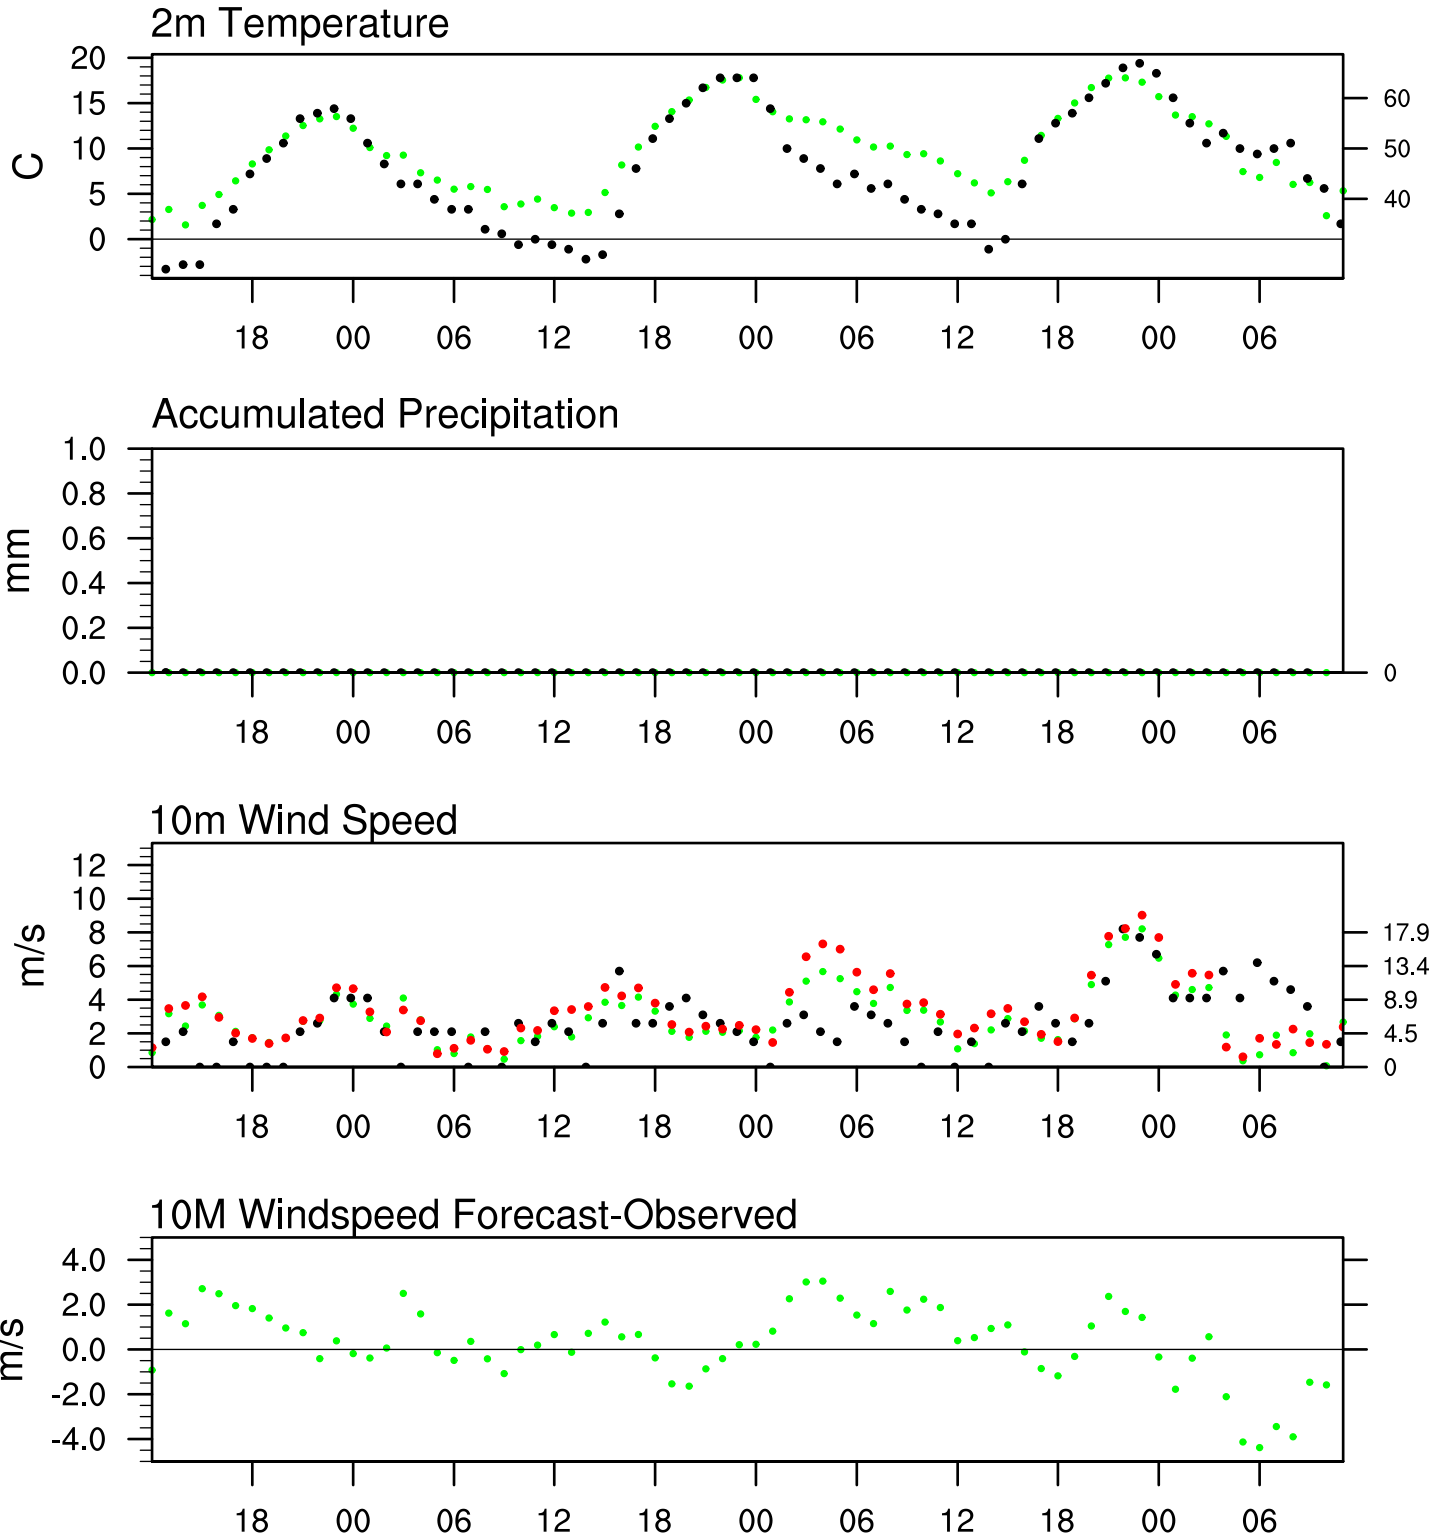 2m Temperature
20
15
10
5
0
C
60
50
40
18 00 06 12 18 00 06 12 18 00 06
Accumulated Precipitation
1.0
0.8
0.6
0.4
0.2
0.0
mm
0
18 00 06 12 18 00 06 12 18 00 06
10m Wind Speed
12
10
8
6
4
2
0
m/s
17.9
13.4
8.9
4.5
0
18 00 06 12 18 00 06 12 18 00 06
10M Windspeed Forecast-Observed
4.0
2.0
0.0
-2.0
-4.0
m/s
18 00 06 12 18 00 06 12 18 00 06